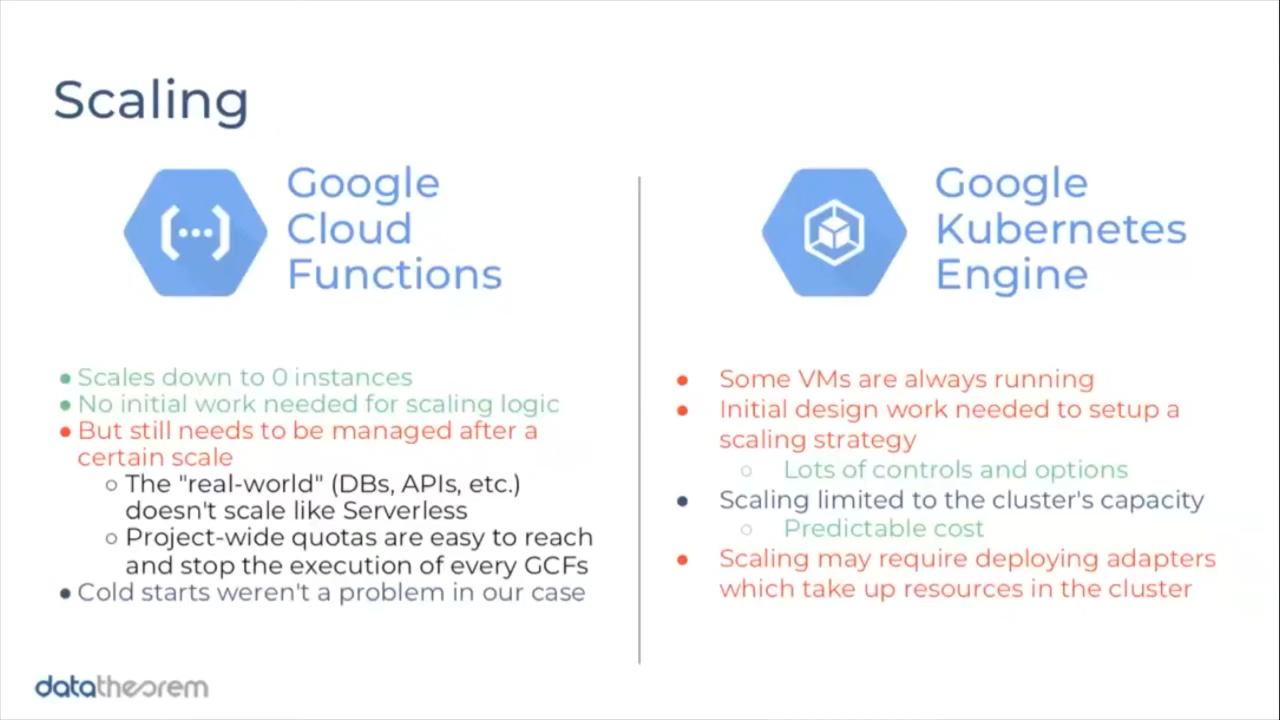 Scaling
Google
Cloud
Functions
● Scales down to 0 instances
● No initial work needed for scaling logic
● But still needs to be managed after a
certain scale
○ The "real-world" (DBs, APIs, etc.)
doesn't scale like Serverless
○ Project-wide quotas are easy to reach
and stop the execution of every GCFs
● Cold starts weren't a problem in our case
Google
Kubernetes
Engine
● Some VMs are always running
● Initial design work needed to setup a
scaling strategy
○ Lots of controls and options
● Scaling limited to the cluster's capacity
○ Predictable cost
● Scaling may require deploying adapters
which take up resources in the cluster
datatheorem